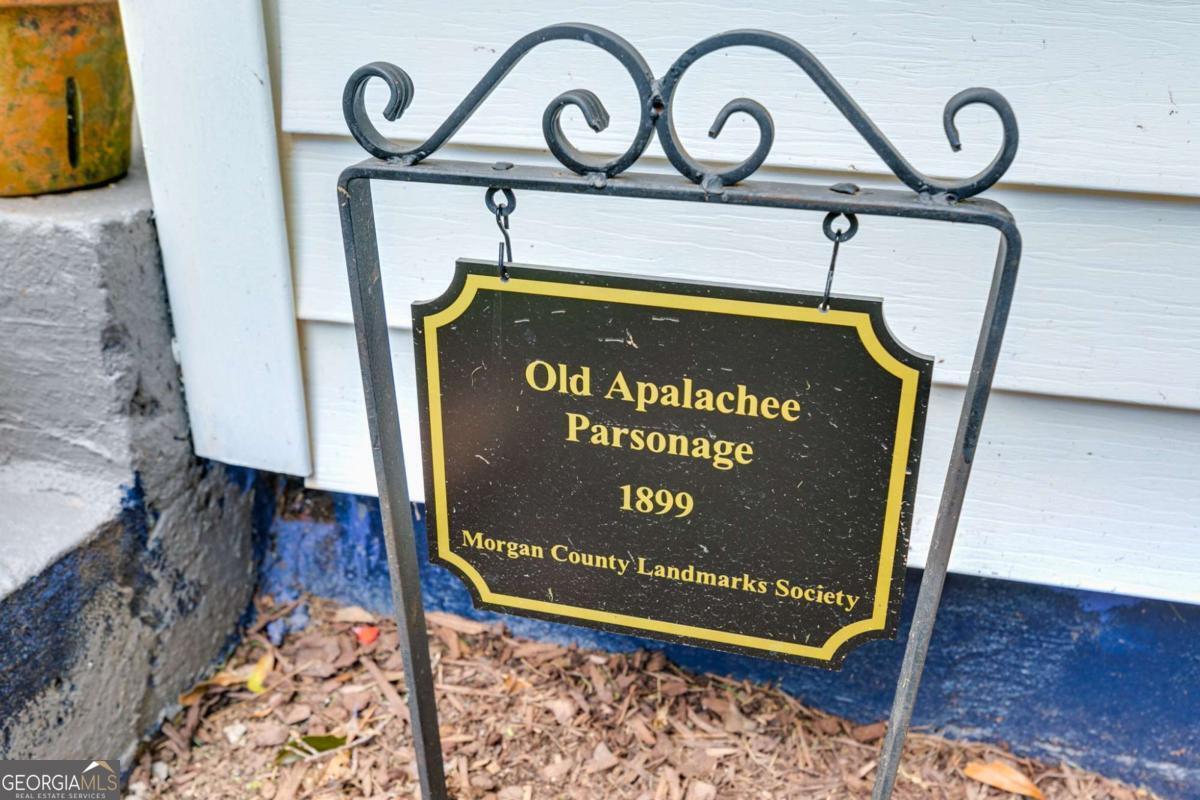 Old Apalachee
Parsonage
1899
Morgan County Landmarks Society
GEORGIAMLS
REAL ESTATE SERVICES